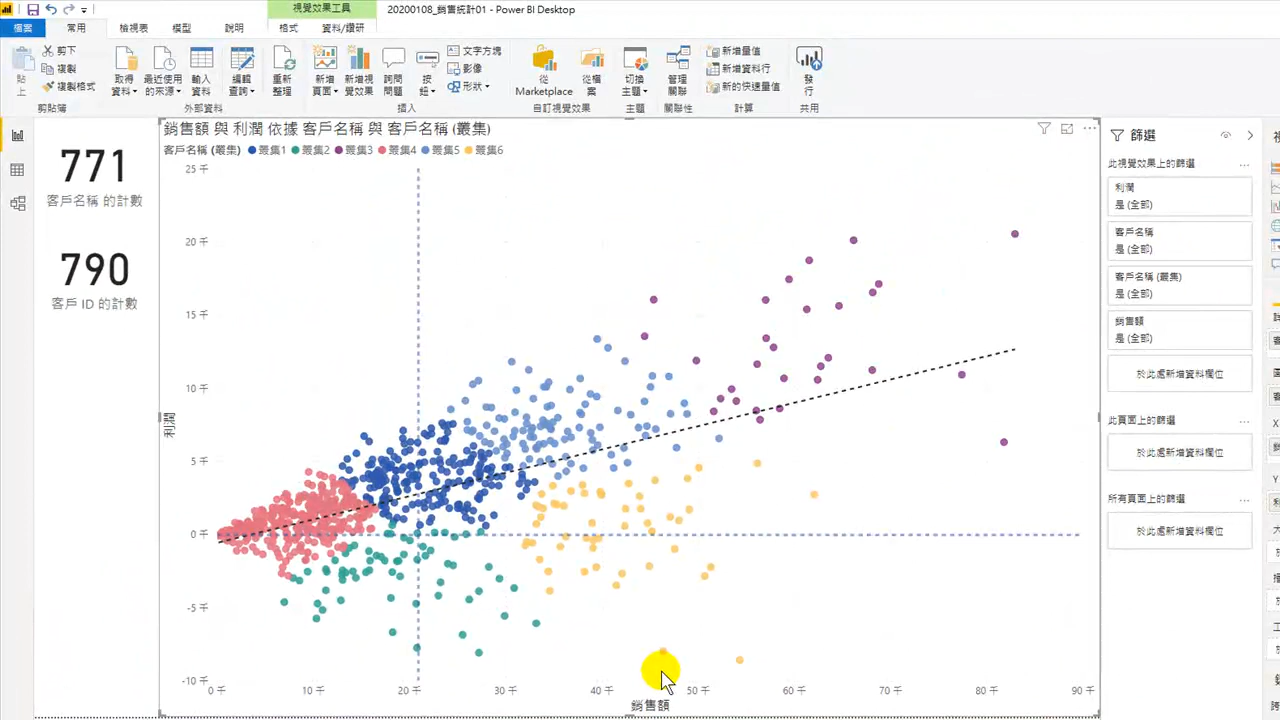 視覺效果工具
20200108_銷售統計01 - Power BI Desktop
檔案 常用 檢視表 模型 說明 格式 資料/鑽研
貼上
剪下
複製
複製格式
剪貼簿
取得資料
最近使用的來源
輸入資料
編輯查詢
外部資料
重新整理
新增頁面
新增視覺效果
詢問問題
按鈕
文字方塊
影像
形狀
插入
從 Marketplace
從檔案
自訂視覺效果
切換主題
主題
管理關聯
關聯性
新增量值
新增資料行
新的快速量值
計算
發行
共用
771
客戶名稱 的計數
790
客戶 ID 的計數
銷售額 與 利潤 依據 客戶名稱 與 客戶名稱 (叢集)
客戶名稱 (叢集) 叢集1 叢集2 叢集3 叢集4 叢集5 叢集6
25 千
20 千
15 千
10 千
5 千
0 千
-5 千
-10 千
利潤
0 千 10 千 20 千 30 千 40 千 50 千 60 千 70 千 80 千 90 千
銷售額
篩選
此視覺效果上的篩選
利潤
是 (全部)
客戶名稱
是 (全部)
客戶名稱 (叢集)
是 (全部)
銷售額
是 (全部)
於此處新增資料欄位
此頁面上的篩選
於此處新增資料欄位
所有頁面上的篩選
於此處新增資料欄位
X
Y